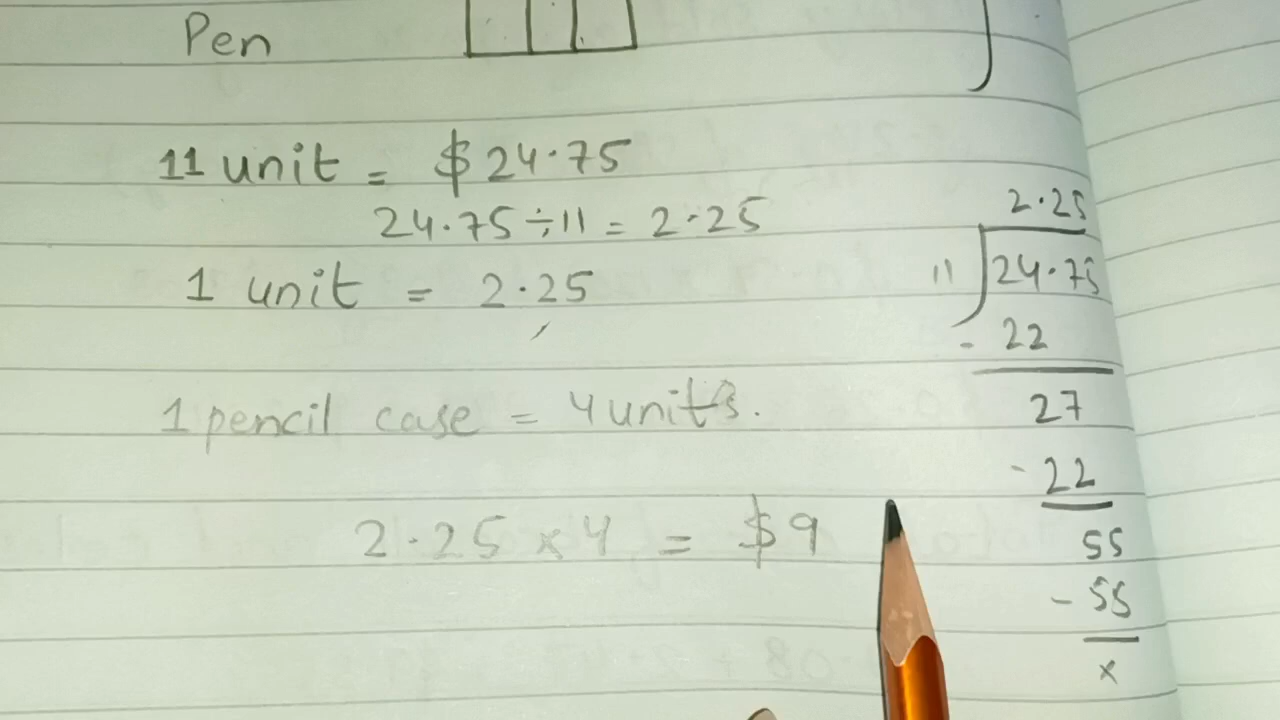 Pen
11 unit = $24.75
24.75÷11 = 2.25
1 unit = 2.25
1 pencil case = 4 units.
2.25 x 4 = $9
2.25
11 24.75
- 22
27
- 22
55
- 55
x